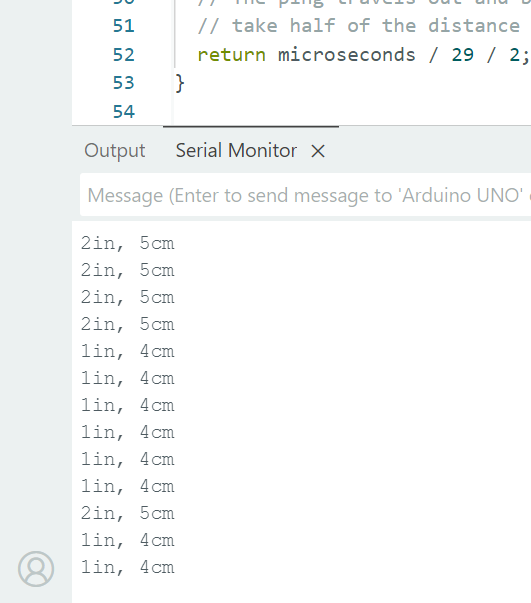 51 // take half of the distance
52 return microseconds / 29 / 2;
53 }
54
Output Serial Monitor ×
Message (Enter to send message to 'Arduino UNO'
2in, 5cm
2in, 5cm
2in, 5cm
2in, 5cm
1in, 4cm
1in, 4cm
1in, 4cm
1in, 4cm
1in, 4cm
1in, 4cm
2in, 5cm
1in, 4cm
1in, 4cm